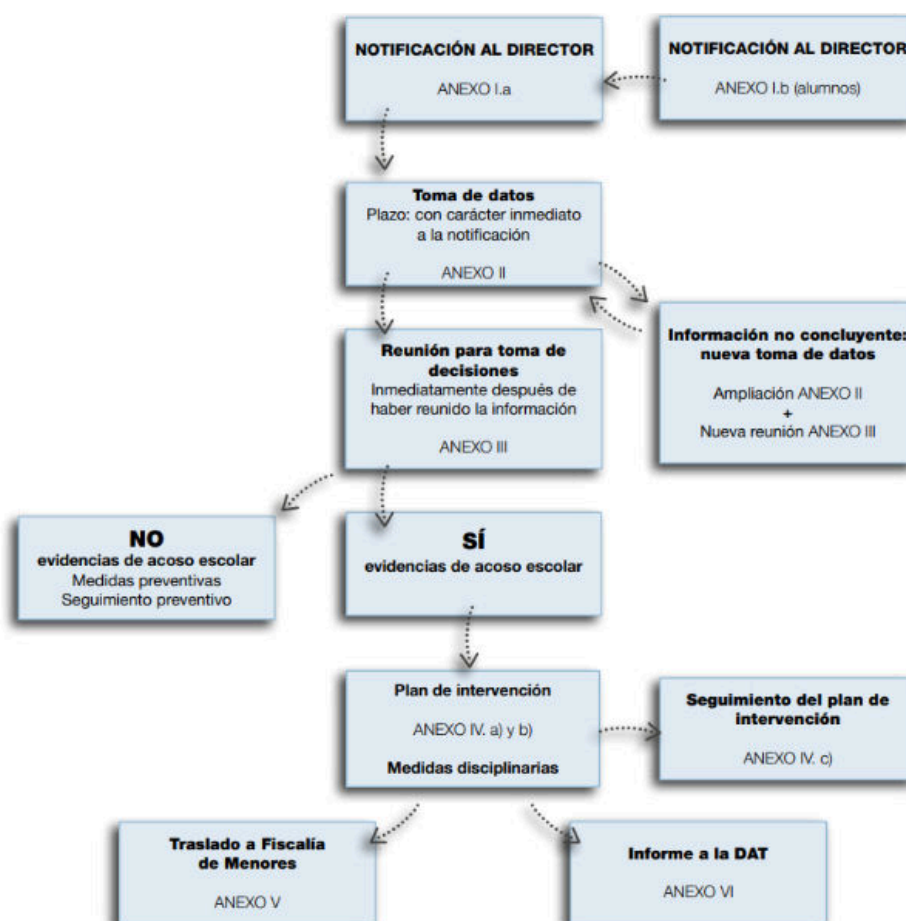 NOTIFICACIÓN AL DIRECTOR
ANEXO I.a
NOTIFICACIÓN AL DIRECTOR
ANEXO I.b (alumnos)
Toma de datos
Plazo: con carácter inmediato
a la notificación
ANEXO II
Información no concluyente:
nueva toma de datos
Ampliación ANEXO II
+
Nueva reunión ANEXO III
Reunión para toma de
decisiones
Inmediatamente después de
haber reunido la información
ANEXO III
NO
evidencias de acoso escolar
Medidas preventivas
Seguimiento preventivo
SÍ
evidencias de acoso escolar
Plan de intervención
ANEXO IV. a) y b)
Medidas disciplinarias
Seguimiento del plan de
intervención
ANEXO IV. c)
Traslado a Fiscalía
de Menores
ANEXO V
Informe a la DAT
ANEXO VI